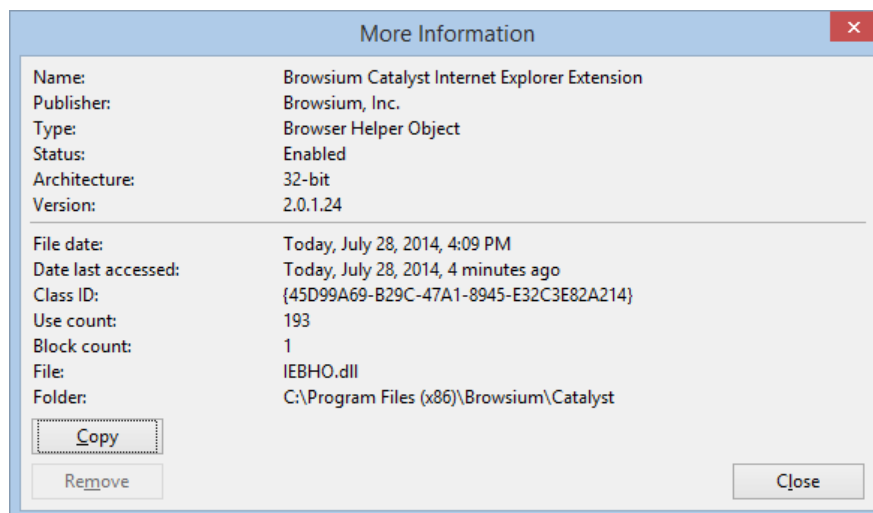 More Information
Name: Browsium Catalyst Internet Explorer Extension
Publisher: Browsium, Inc.
Type: Browser Helper Object
Status: Enabled
Architecture: 32-bit
Version: 2.0.1.24
File date: Today, July 28, 2014, 4:09 PM
Date last accessed: Today, July 28, 2014, 4 minutes ago
Class ID: {45D99A69-B29C-47A1-8945-E32C3E82A214}
Use count: 193
Block count: 1
File: IEBHO.dll
Folder: C:\Program Files (x86)\Browsium\Catalyst
Copy
Remove Close